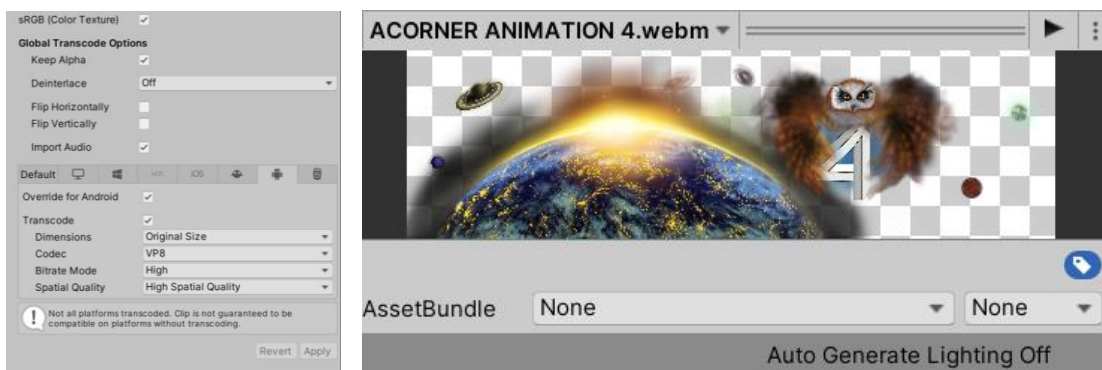 sRGB (Color Texture)
Global Transcode Options
Keep Alpha
Deinterlace Off
Flip Horizontally
Flip Vertically
Import Audio
Default iOS
Override for Android
Transcode
Dimensions Original Size
Codec VP8
Bitrate Mode High
Spatial Quality High Spatial Quality
Not all platforms transcoded. Clip is not guaranteed to be
compatible on platforms without transcoding.
Revert Apply
ACORNER ANIMATION 4.webm
4
AssetBundle None None
Auto Generate Lighting Off